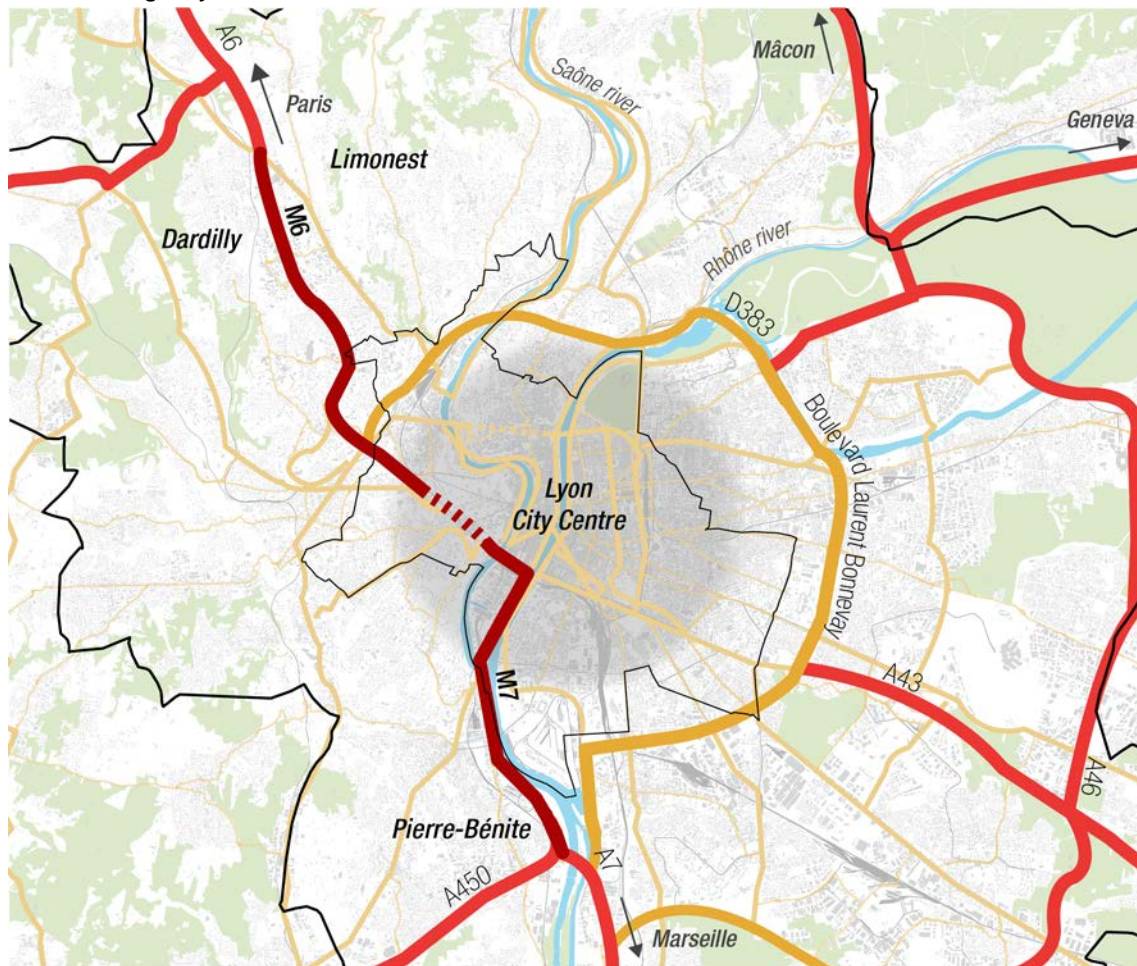 A6
Paris
Limonest
Saône river
Mâcon
Geneva
M6
Dardilly
Rhône river
D383
Boulevard Laurent Bonnevay
Lyon
City Centre
M7
A43
A46
Pierre-Bénite
A450
A7
Marseille